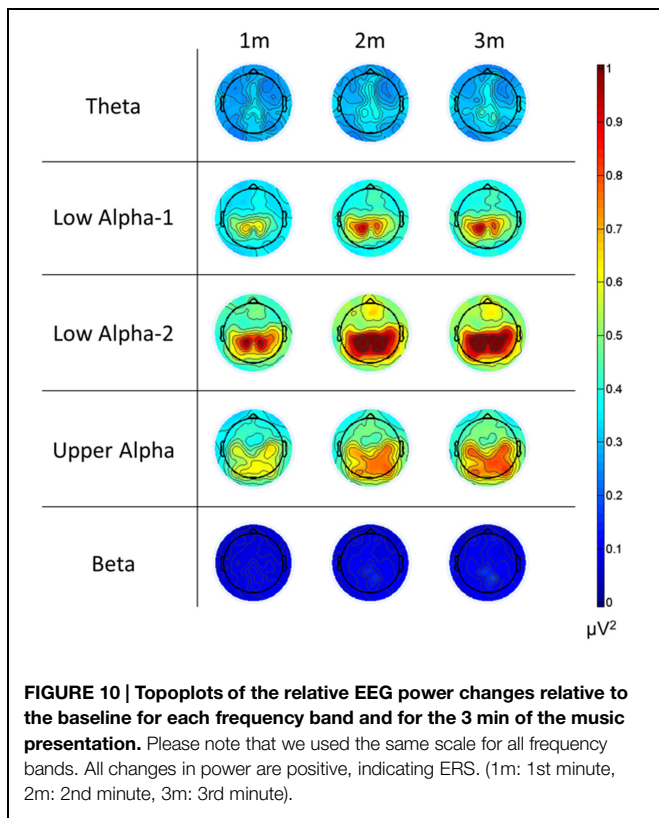 1m 2m 3m
Theta
Low Alpha-1
Low Alpha-2
Upper Alpha
Beta
1
0.9
0.8
0.7
0.6
0.5
0.4
0.3
0.2
0.1
0
µV²
FIGURE 10 | Topoplots of the relative EEG power changes relative to
the baseline for each frequency band and for the 3 min of the music
presentation. Please note that we used the same scale for all frequency
bands. All changes in power are positive, indicating ERS. (1m: 1st minute,
2m: 2nd minute, 3m: 3rd minute).